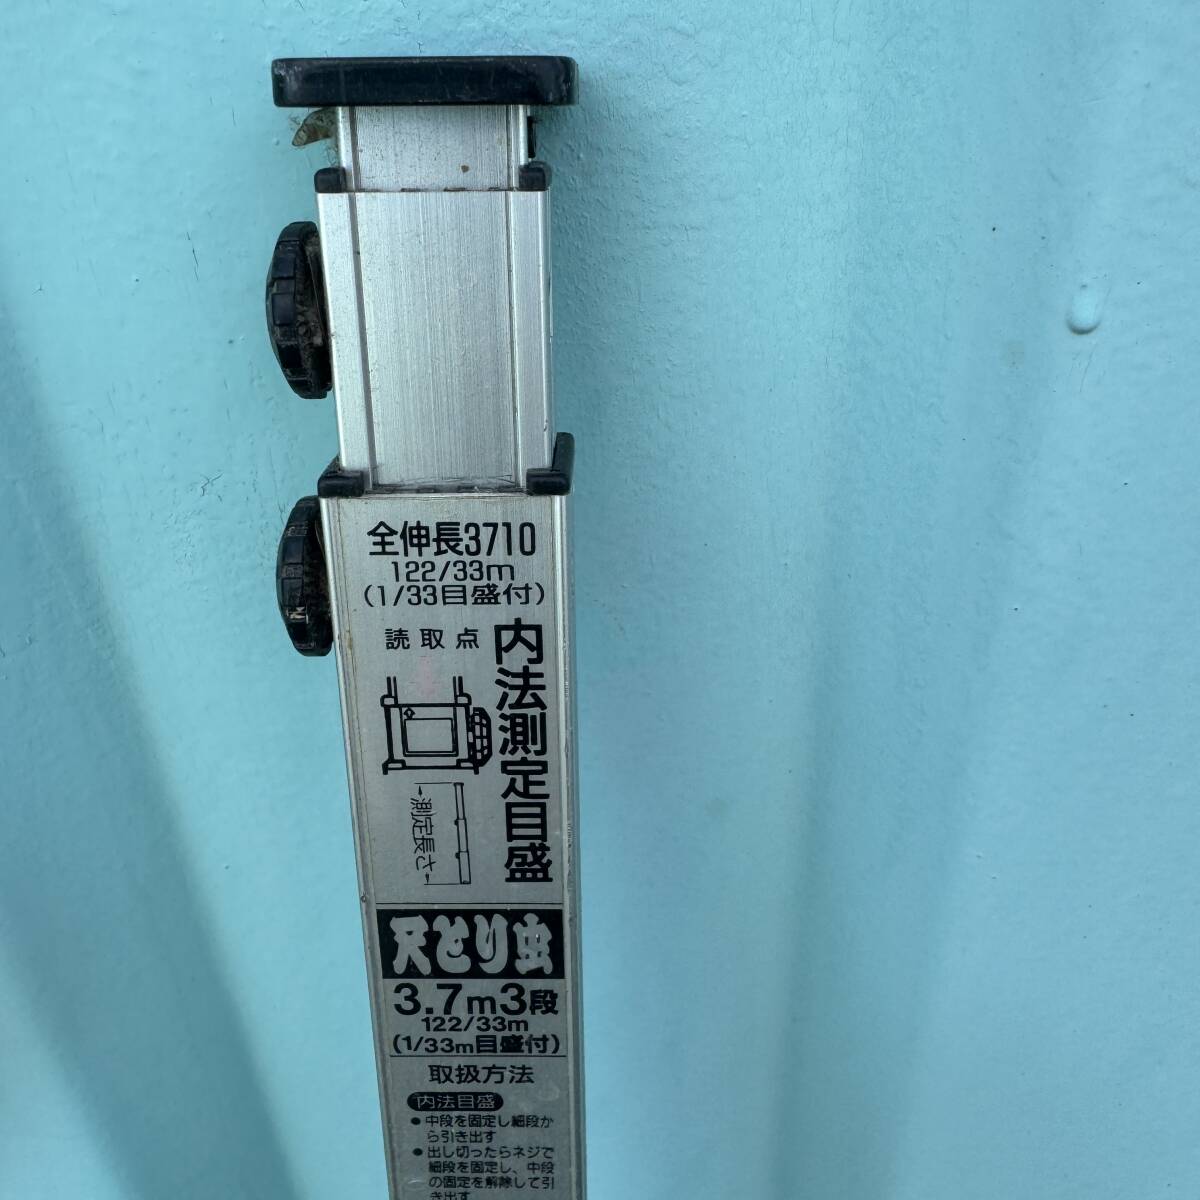 全伸長3710
122/33m
(1/33目盛付)
読取点
内法測定目盛
測定長さ
尺とり虫
3.7m3段
122/33m
(1/33m目盛付)
取扱方法
内法目盛
●中段を固定し細段か
ら引き出す
●出し切ったらネジで
細段を固定し、中段
の固定を解除して引
き出す